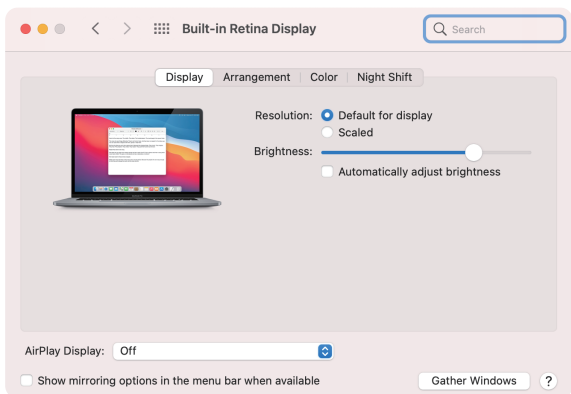 Built-in Retina Display
Search
Display Arrangement Color Night Shift
Resolution: Default for display
Scaled
Brightness:
Automatically adjust brightness
AirPlay Display: Off
Show mirroring options in the menu bar when available
Gather Windows ?